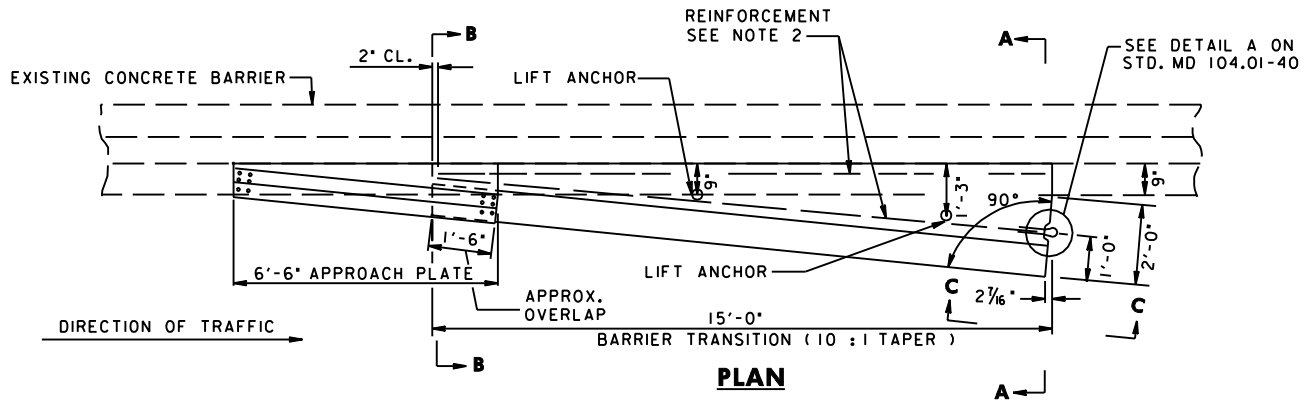 REINFORCEMENT
SEE NOTE 2
B
A
2" CL.
SEE DETAIL A ON
STD. MD 104.01-40
EXISTING CONCRETE BARRIER
LIFT ANCHOR
9"
1'-3"
90°
9"
2'-0"
1'-0"
1'-6"
6'-6" APPROACH PLATE
LIFT ANCHOR
APPROX.
OVERLAP
C
2 7/16"
C
DIRECTION OF TRAFFIC
15'-0"
BARRIER TRANSITION (10 :1 TAPER )
B
PLAN
A